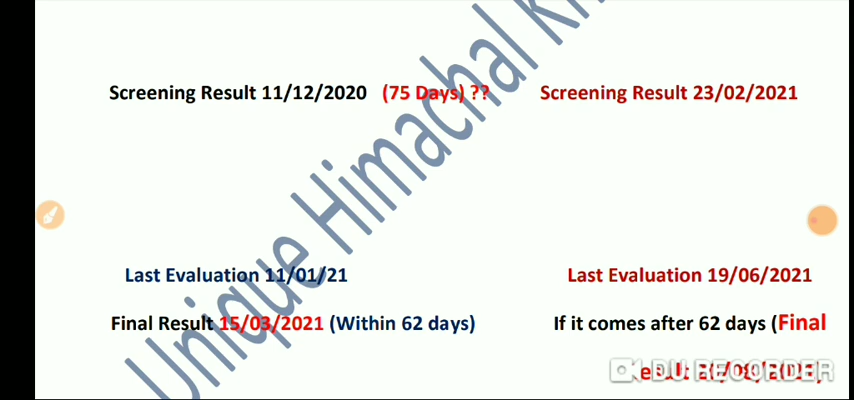 Screening Result 11/12/2020 (75 Days) ?? Screening Result 23/02/2021
Last Evaluation 11/01/21 Last Evaluation 19/06/2021
Final Result 15/03/2021 (Within 62 days) If it comes after 62 days (Final
Result
Unique Himachal
DU RECORDER